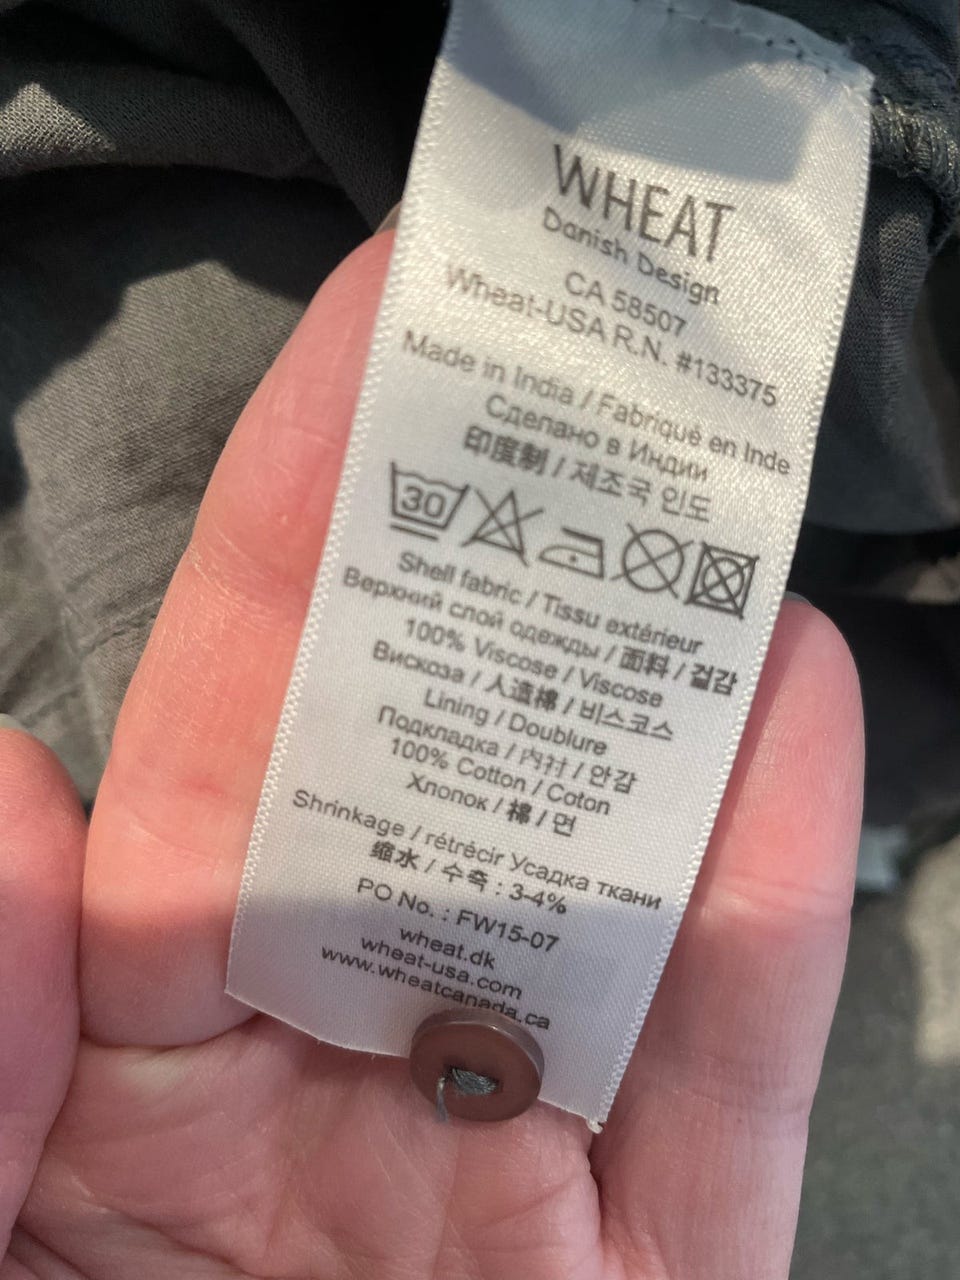 WHEAT
Danish Design
CA 58507
Wheat-USA R.N. #133375
Made in India / Fabriqué en Inde
Сделано в Индии
印度制 / 제조국 인도
30
Shell fabric / Tissu extérieur
Верхний слой одежды / 面料 / 겉감
100% Viscose / Viscose
Вискоза / 人造棉 / 비스코스
Lining / Doublure
Подкладка / 内衬 / 안감
100% Cotton / Coton
Хлопок / 棉 / 면
Shrinkage / rétrécir Усадка ткани
缩水 / 수축 : 3-4%
PO No. : FW15-07
wheat.dk
wheat-usa.com
www.wheatcanada.ca